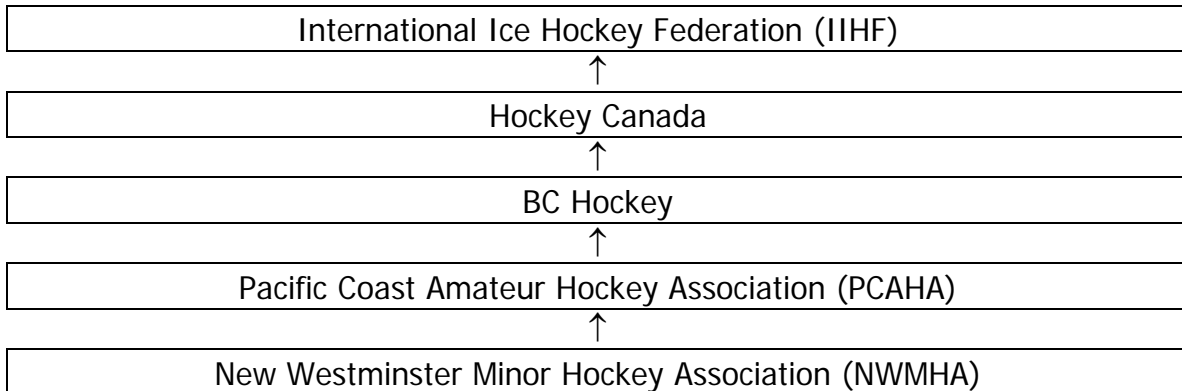 International Ice Hockey Federation (IIHF)
↑
Hockey Canada
↑
BC Hockey
↑
Pacific Coast Amateur Hockey Association (PCAHA)
↑
New Westminster Minor Hockey Association (NWMHA)